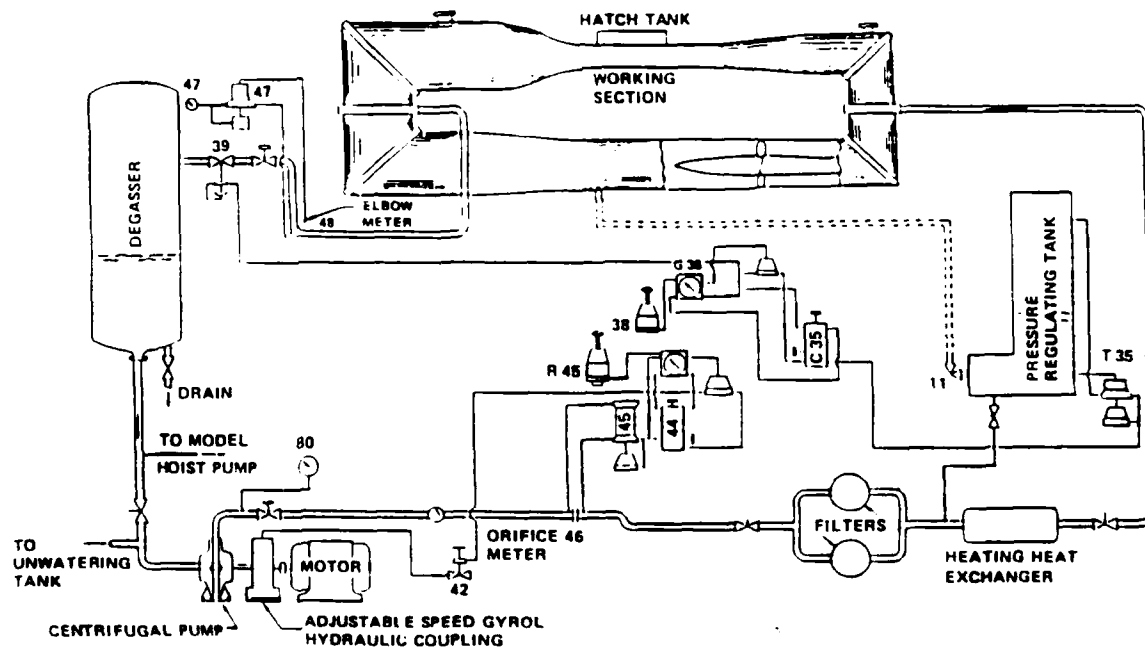 HATCH TANK
WORKING
SECTION
47
47
DEGASSER
39
ELBOW
METER
48
G 38
38
IC 35
PRESSURE
REGULATING TANK
11
T 35
11
R 45
45
44 H
DRAIN
TO MODEL
HOIST PUMP
80
TO
UNWATERING
TANK
MOTOR
42
ORIFICE 46
METER
FILTERS
HEATING HEAT
EXCHANGER
CENTRIFUGAL PUMP
ADJUSTABLE SPEED GYROL
HYDRAULIC COUPLING